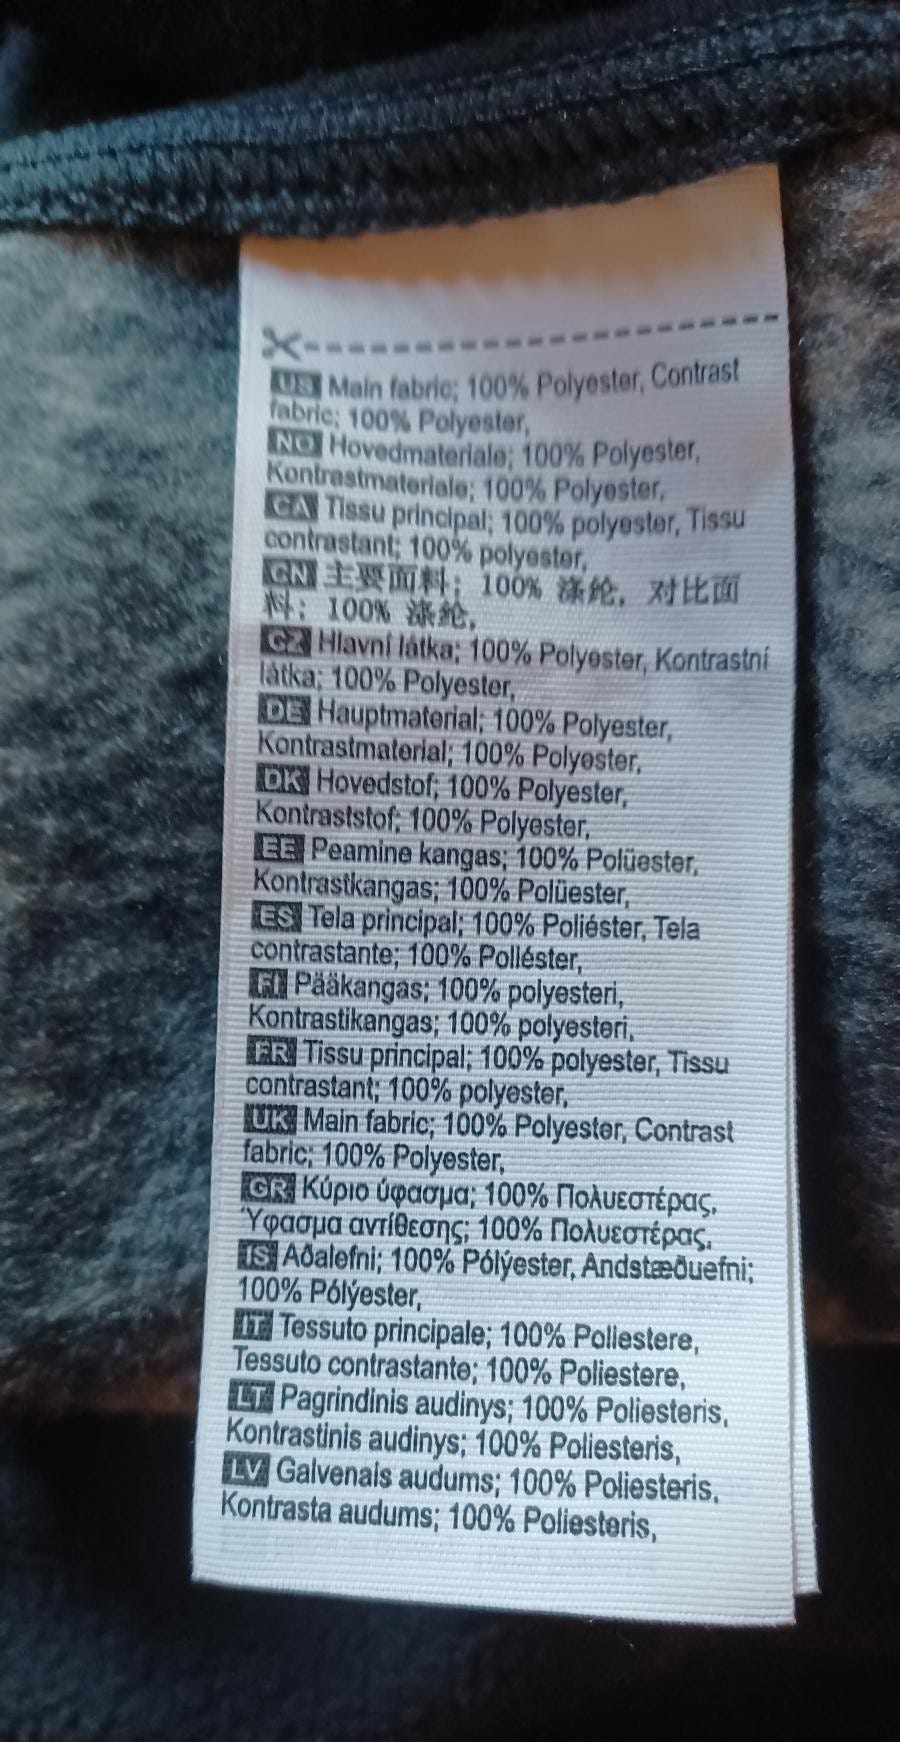 US Main fabric; 100% Polyester, Contrast
fabric; 100% Polyester,
NO Hovedmateriale; 100% Polyester,
Kontrastmateriale; 100% Polyester,
CA Tissu principal; 100% polyester, Tissu
contrastant; 100% polyester,
CN 主要面料; 100% 涤纶, 对比面
料; 100% 涤纶,
CZ Hlavní látka; 100% Polyester, Kontrastní
látka; 100% Polyester,
DE Hauptmaterial; 100% Polyester,
Kontrastmaterial; 100% Polyester,
DK Hovedstof; 100% Polyester,
Kontraststof; 100% Polyester,
EE Peamine kangas; 100% Polüester,
Kontrastkangas; 100% Polüester,
ES Tela principal; 100% Poliéster, Tela
contrastante; 100% Poliéster,
FI Pääkangas; 100% polyesteri,
Kontrastikangas; 100% polyesteri,
FR Tissu principal; 100% polyester, Tissu
contrastant; 100% polyester,
UK Main fabric; 100% Polyester, Contrast
fabric; 100% Polyester,
GR Κύριο ύφασμα; 100% Πολυεστέρας,
Ύφασμα αντίθεσης; 100% Πολυεστέρας,
IS Aðalefni; 100% Pólýester, Andstæðuefni;
100% Pólýester,
IT Tessuto principale; 100% Poliestere,
Tessuto contrastante; 100% Poliestere,
LT Pagrindinis audinys; 100% Poliesteris,
Kontrastinis audinys; 100% Poliesteris,
LV Galvenais audums; 100% Poliesteris,
Kontrasta audums; 100% Poliesteris,